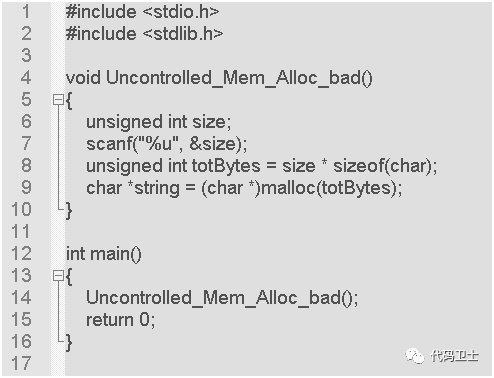 1 #include <stdio.h>
2 #include <stdlib.h>
3
4 void Uncontrolled_Mem_Alloc_bad()
5 {
6     unsigned int size;
7     scanf("%u", &size);
8     unsigned int totBytes = size * sizeof(char);
9     char *string = (char *)malloc(totBytes);
10 }
11
12 int main()
13 {
14     Uncontrolled_Mem_Alloc_bad();
15     return 0;
16 }
17
代码卫士